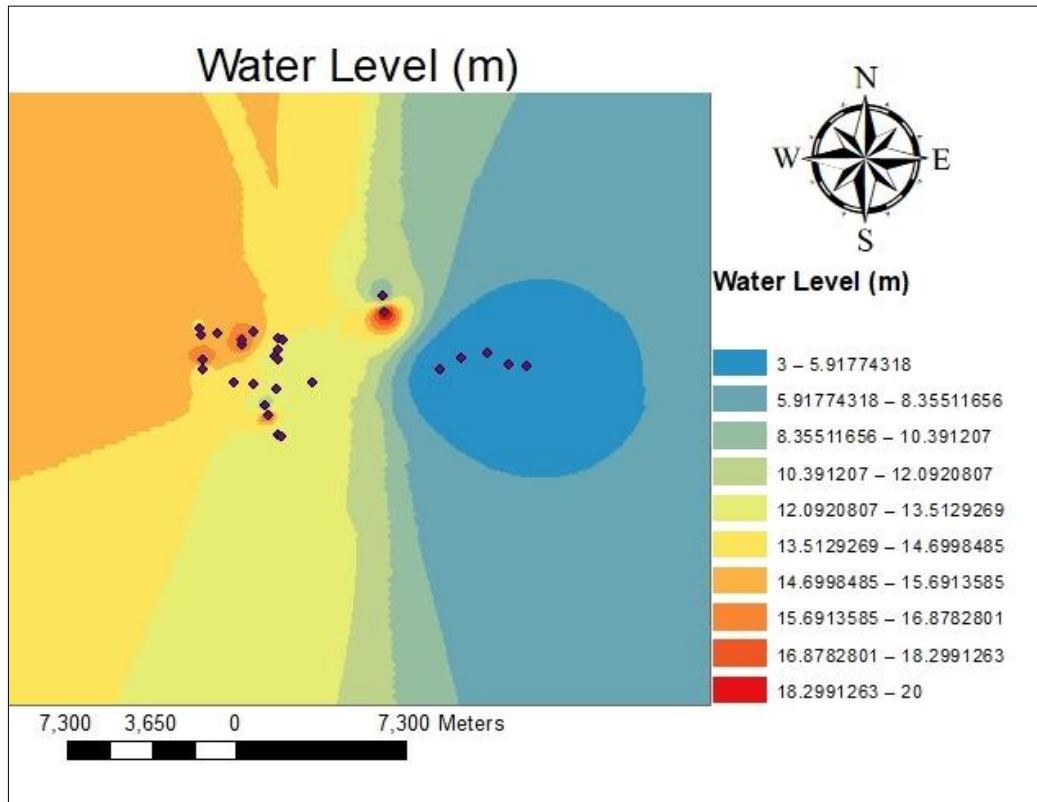 Water Level (m)
N
W E
S
Water Level (m)
3 – 5.91774318
5.91774318 – 8.35511656
8.35511656 – 10.391207
10.391207 – 12.0920807
12.0920807 – 13.5129269
13.5129269 – 14.6998485
14.6998485 – 15.6913585
15.6913585 – 16.8782801
16.8782801 – 18.2991263
18.2991263 – 20
7,300 3,650 0 7,300 Meters